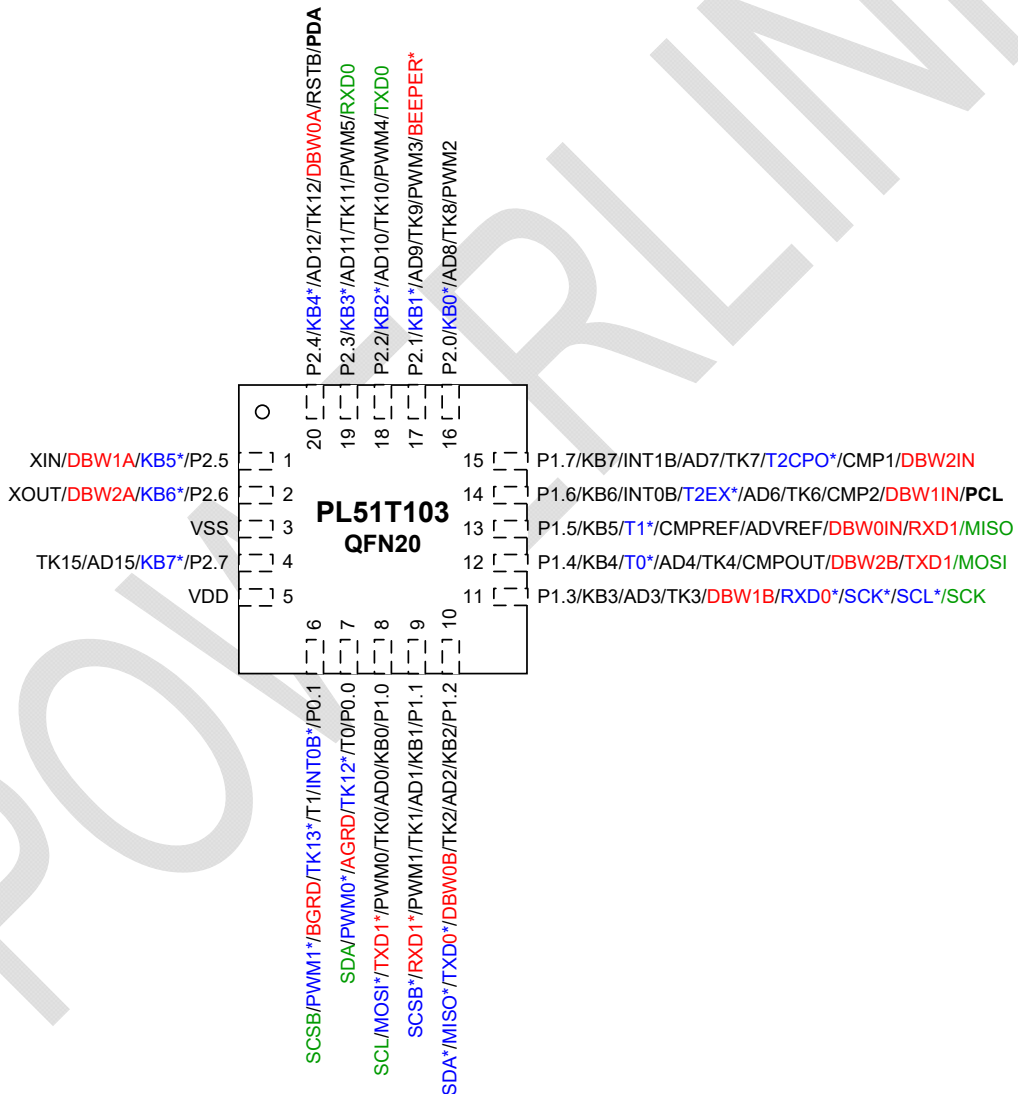 P2.4/KB4*/AD12/TK12/DBW0A/RSTB/PDA
P2.3/KB3*/AD11/TK11/PWM5/RXD0
P2.2/KB2*/AD10/TK10/PWM4/TXD0
P2.1/KB1*/AD9/TK9/PWM3/BEEPER*
P2.0/KB0*/AD8/TK8/PWM2
20 19 18 17 16
XIN/DBW1A/KB5*/P2.5 1
XOUT/DBW2A/KB6*/P2.6 2
VSS 3
TK15/AD15/KB7*/P2.7 4
VDD 5
PL51T103
QFN20
15 P1.7/KB7/INT1B/AD7/TK7/T2CPO*/CMP1/DBW2IN
14 P1.6/KB6/INT0B/T2EX*/AD6/TK6/CMP2/DBW1IN/PCL
13 P1.5/KB5/T1*/CMPREF/ADVREF/DBW0IN/RXD1/MISO
12 P1.4/KB4/T0*/AD4/TK4/CMPOUT/DBW2B/TXD1/MOSI
11 P1.3/KB3/AD3/TK3/DBW1B/RXD0*/SCK*/SCL*/SCK
6 7 8 9 10
SCSB/PWM1*/BGRD/TK13*/T1/INT0B*/P0.1
SDA/PWM0*/AGRD/TK12*/T0/P0.0
SCL/MOSI*/TXD1*/PWM0/TK0/AD0/KB0/P1.0
SCSB*/RXD1*/PWM1/TK1/AD1/KB1/P1.1
SDA*/MISO*/TXD0*/DBW0B/TK2/AD2/KB2/P1.2
POWERLIN